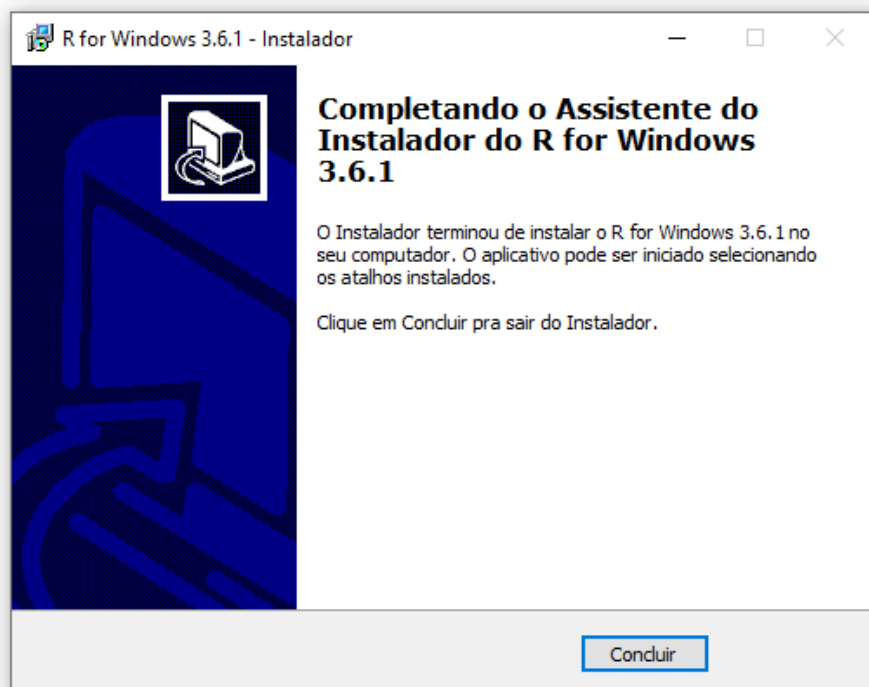 R for Windows 3.6.1 - Instalador
Completando o Assistente do
Instalador do R for Windows
3.6.1
O Instalador terminou de instalar o R for Windows 3.6.1 no
seu computador. O aplicativo pode ser iniciado selecionando
os atalhos instalados.
Clique em Concluir pra sair do Instalador.
Concluir